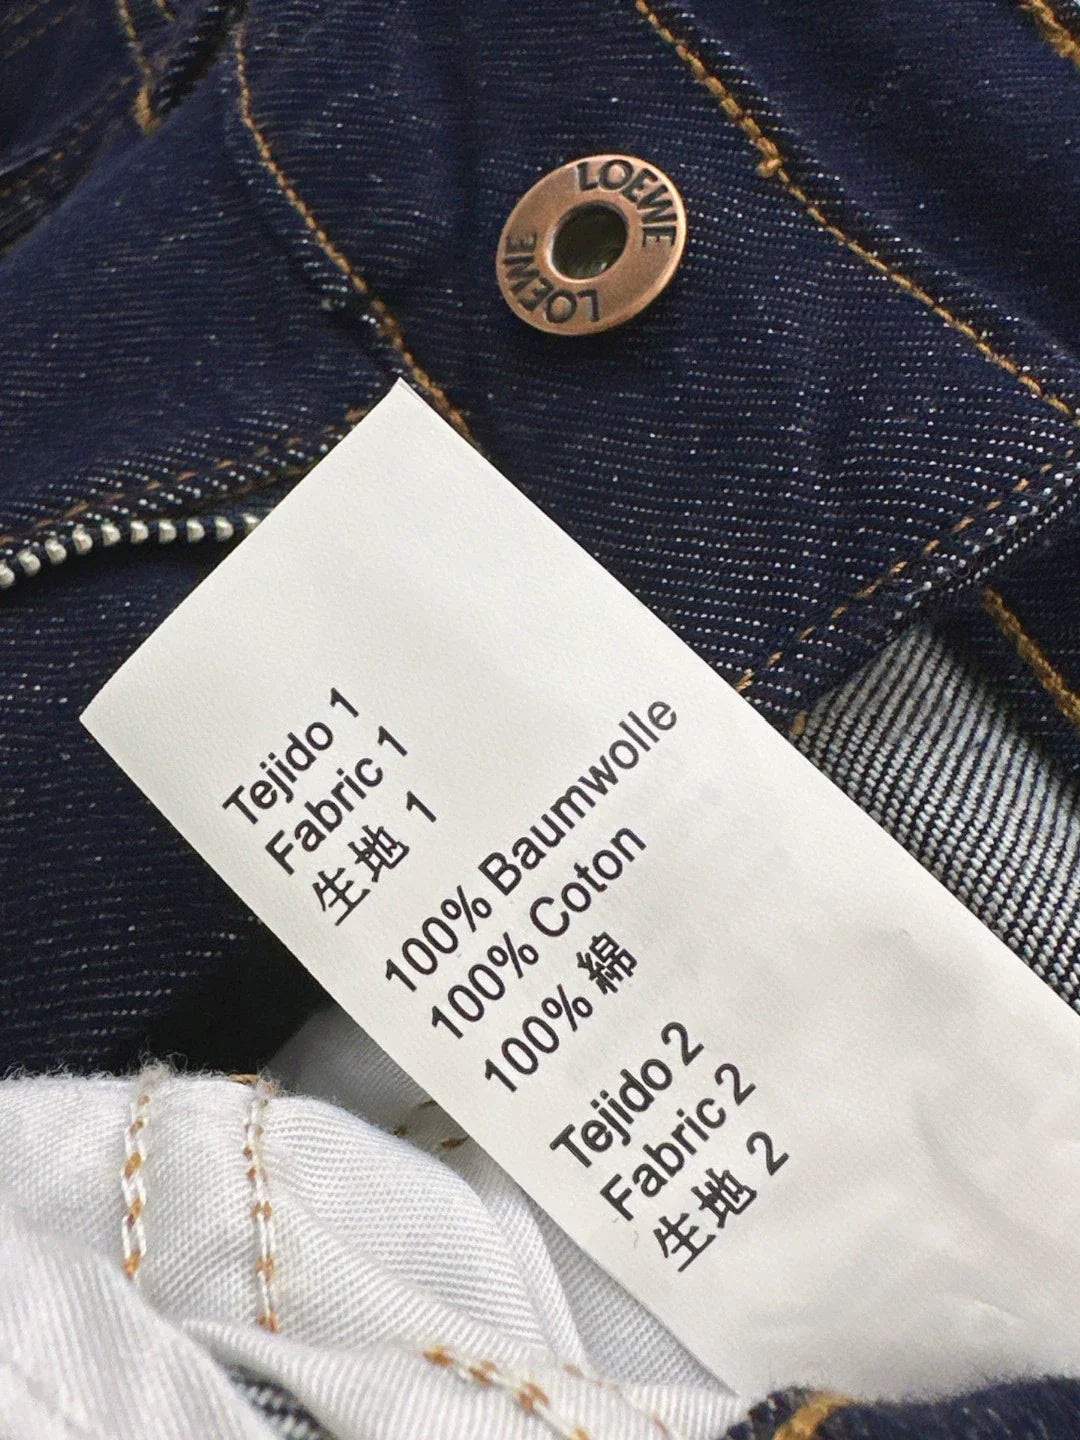 LOEWE
LOEWE
Tejido 1
Fabric 1
生地 1
100% Baumwolle
100% Coton
100% 綿
Tejido 2
Fabric 2
生地 2